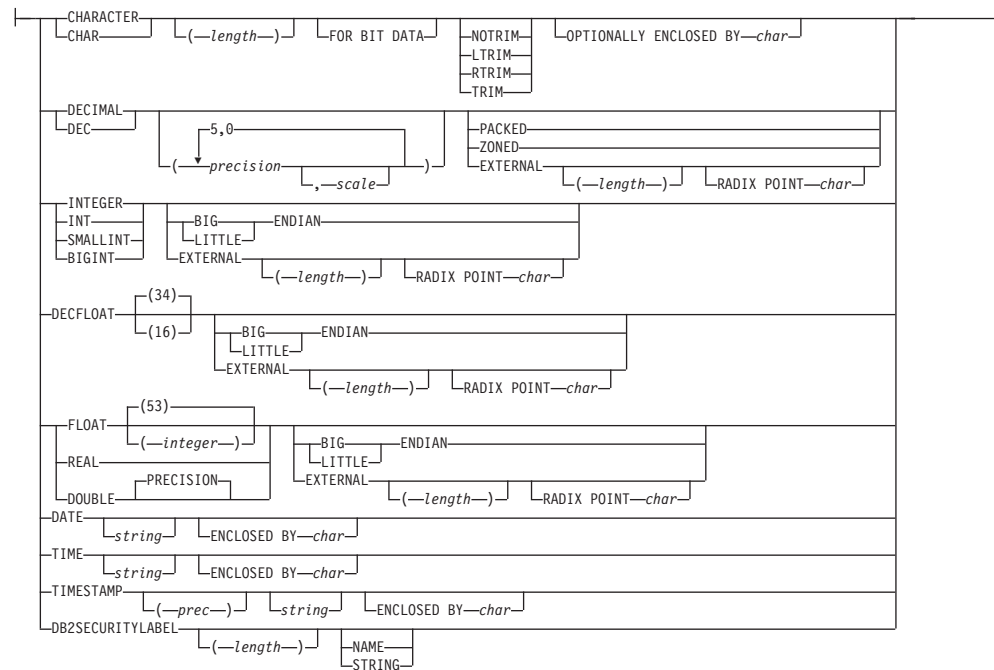 CHARACTER
CHAR ( length ) FOR BIT DATA NOTRIM OPTIONALLY ENCLOSED BY char
LTRIM
RTRIM
TRIM
DECIMAL 5,0 PACKED
DEC ZONED
( precision ) EXTERNAL
, scale ( length ) RADIX POINT char
INTEGER
INT BIG ENDIAN
SMALLINT LITTLE
BIGINT EXTERNAL
( length ) RADIX POINT char
(34)
DECFLOAT
(16) BIG ENDIAN
LITTLE
EXTERNAL
( length ) RADIX POINT char
(53)
FLOAT
( integer ) BIG ENDIAN
LITTLE
REAL EXTERNAL
PRECISION ( length ) RADIX POINT char
DOUBLE
DATE
string ENCLOSED BY char
TIME
string ENCLOSED BY char
TIMESTAMP
( prec ) string ENCLOSED BY char
DB2SECURITYLABEL
( length ) NAME
STRING